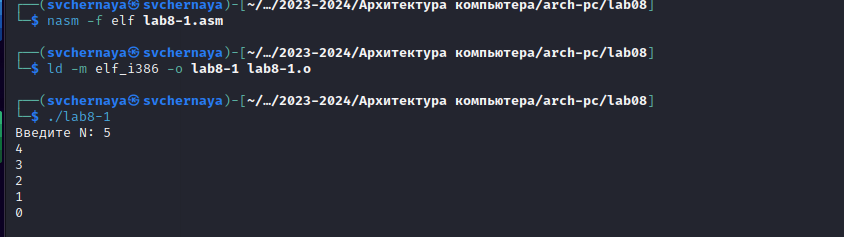 ┌──(svchernaya㉿svchernaya)-[~/…/2023-2024/Архитектура компьютера/arch-pc/lab08]
└─$ nasm -f elf lab8-1.asm
┌──(svchernaya㉿svchernaya)-[~/…/2023-2024/Архитектура компьютера/arch-pc/lab08]
└─$ ld -m elf_i386 -o lab8-1 lab8-1.o
┌──(svchernaya㉿svchernaya)-[~/…/2023-2024/Архитектура компьютера/arch-pc/lab08]
└─$ ./lab8-1
Введите N: 5
4
3
2
1
0